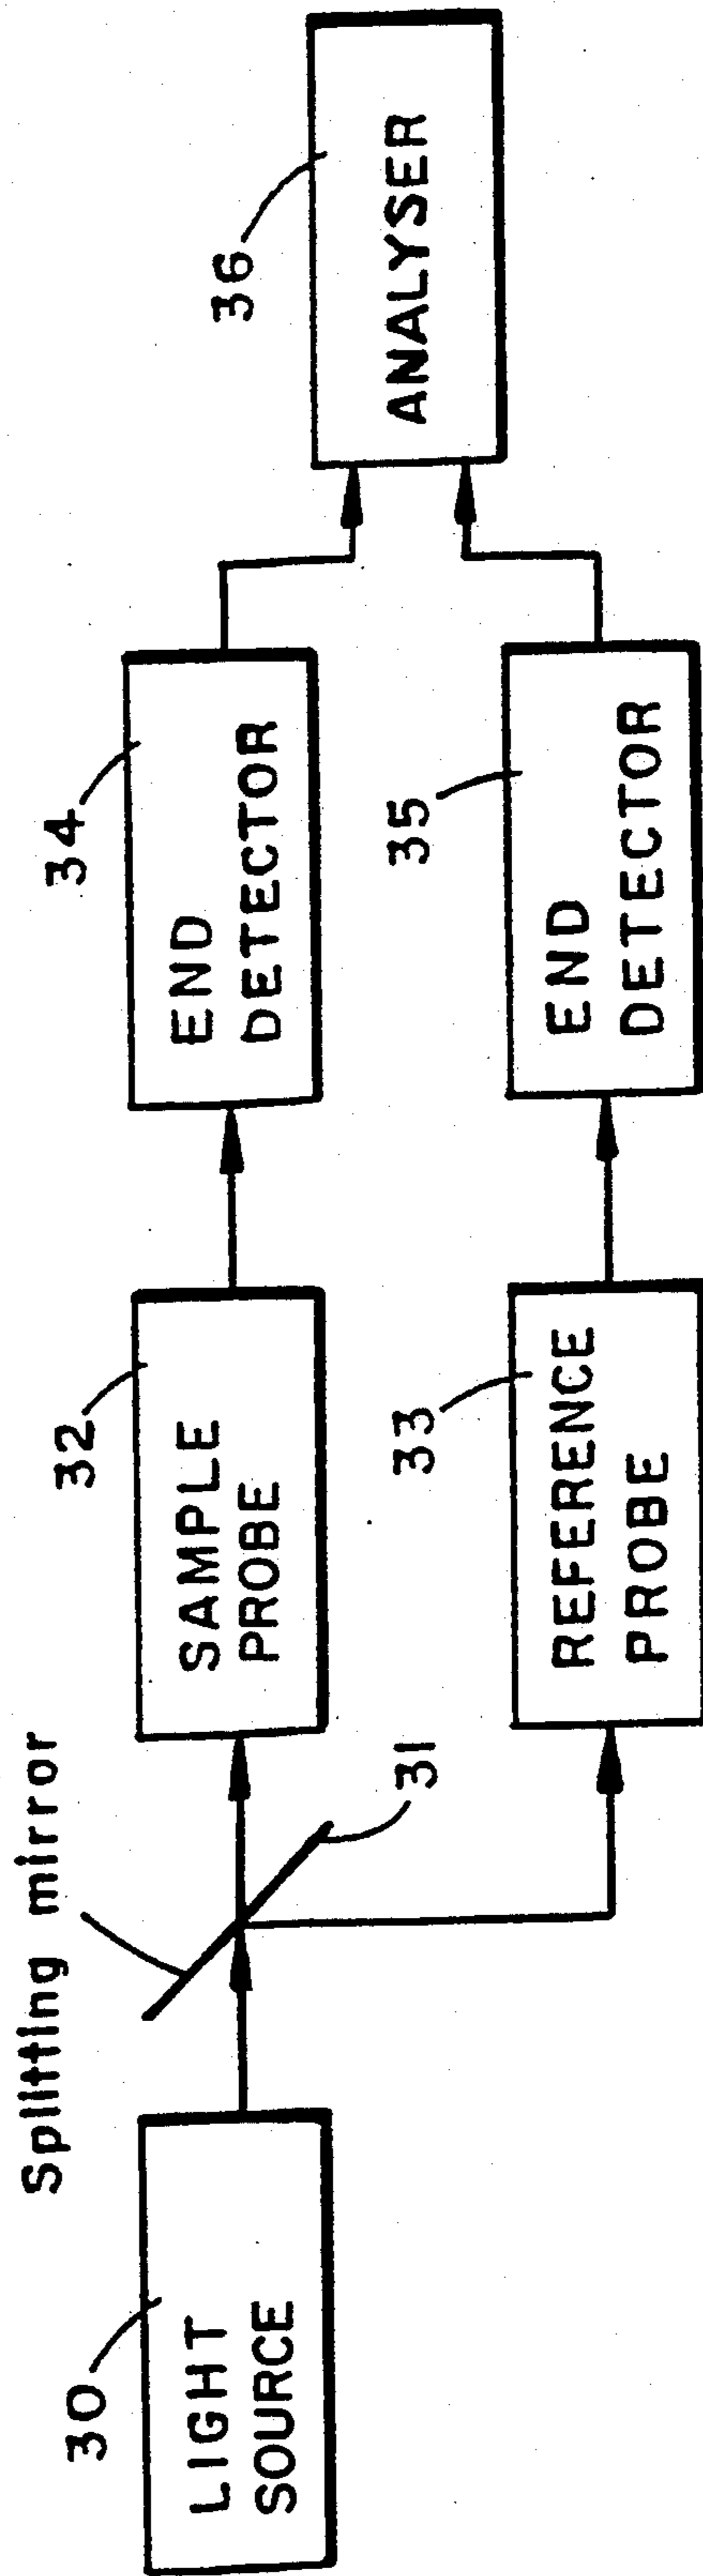 Splitting mirror
30
LIGHT
SOURCE
31
32
SAMPLE
PROBE
33
REFERENCE
PROBE
34
END
DETECTOR
35
END
DETECTOR
36
ANALYSER